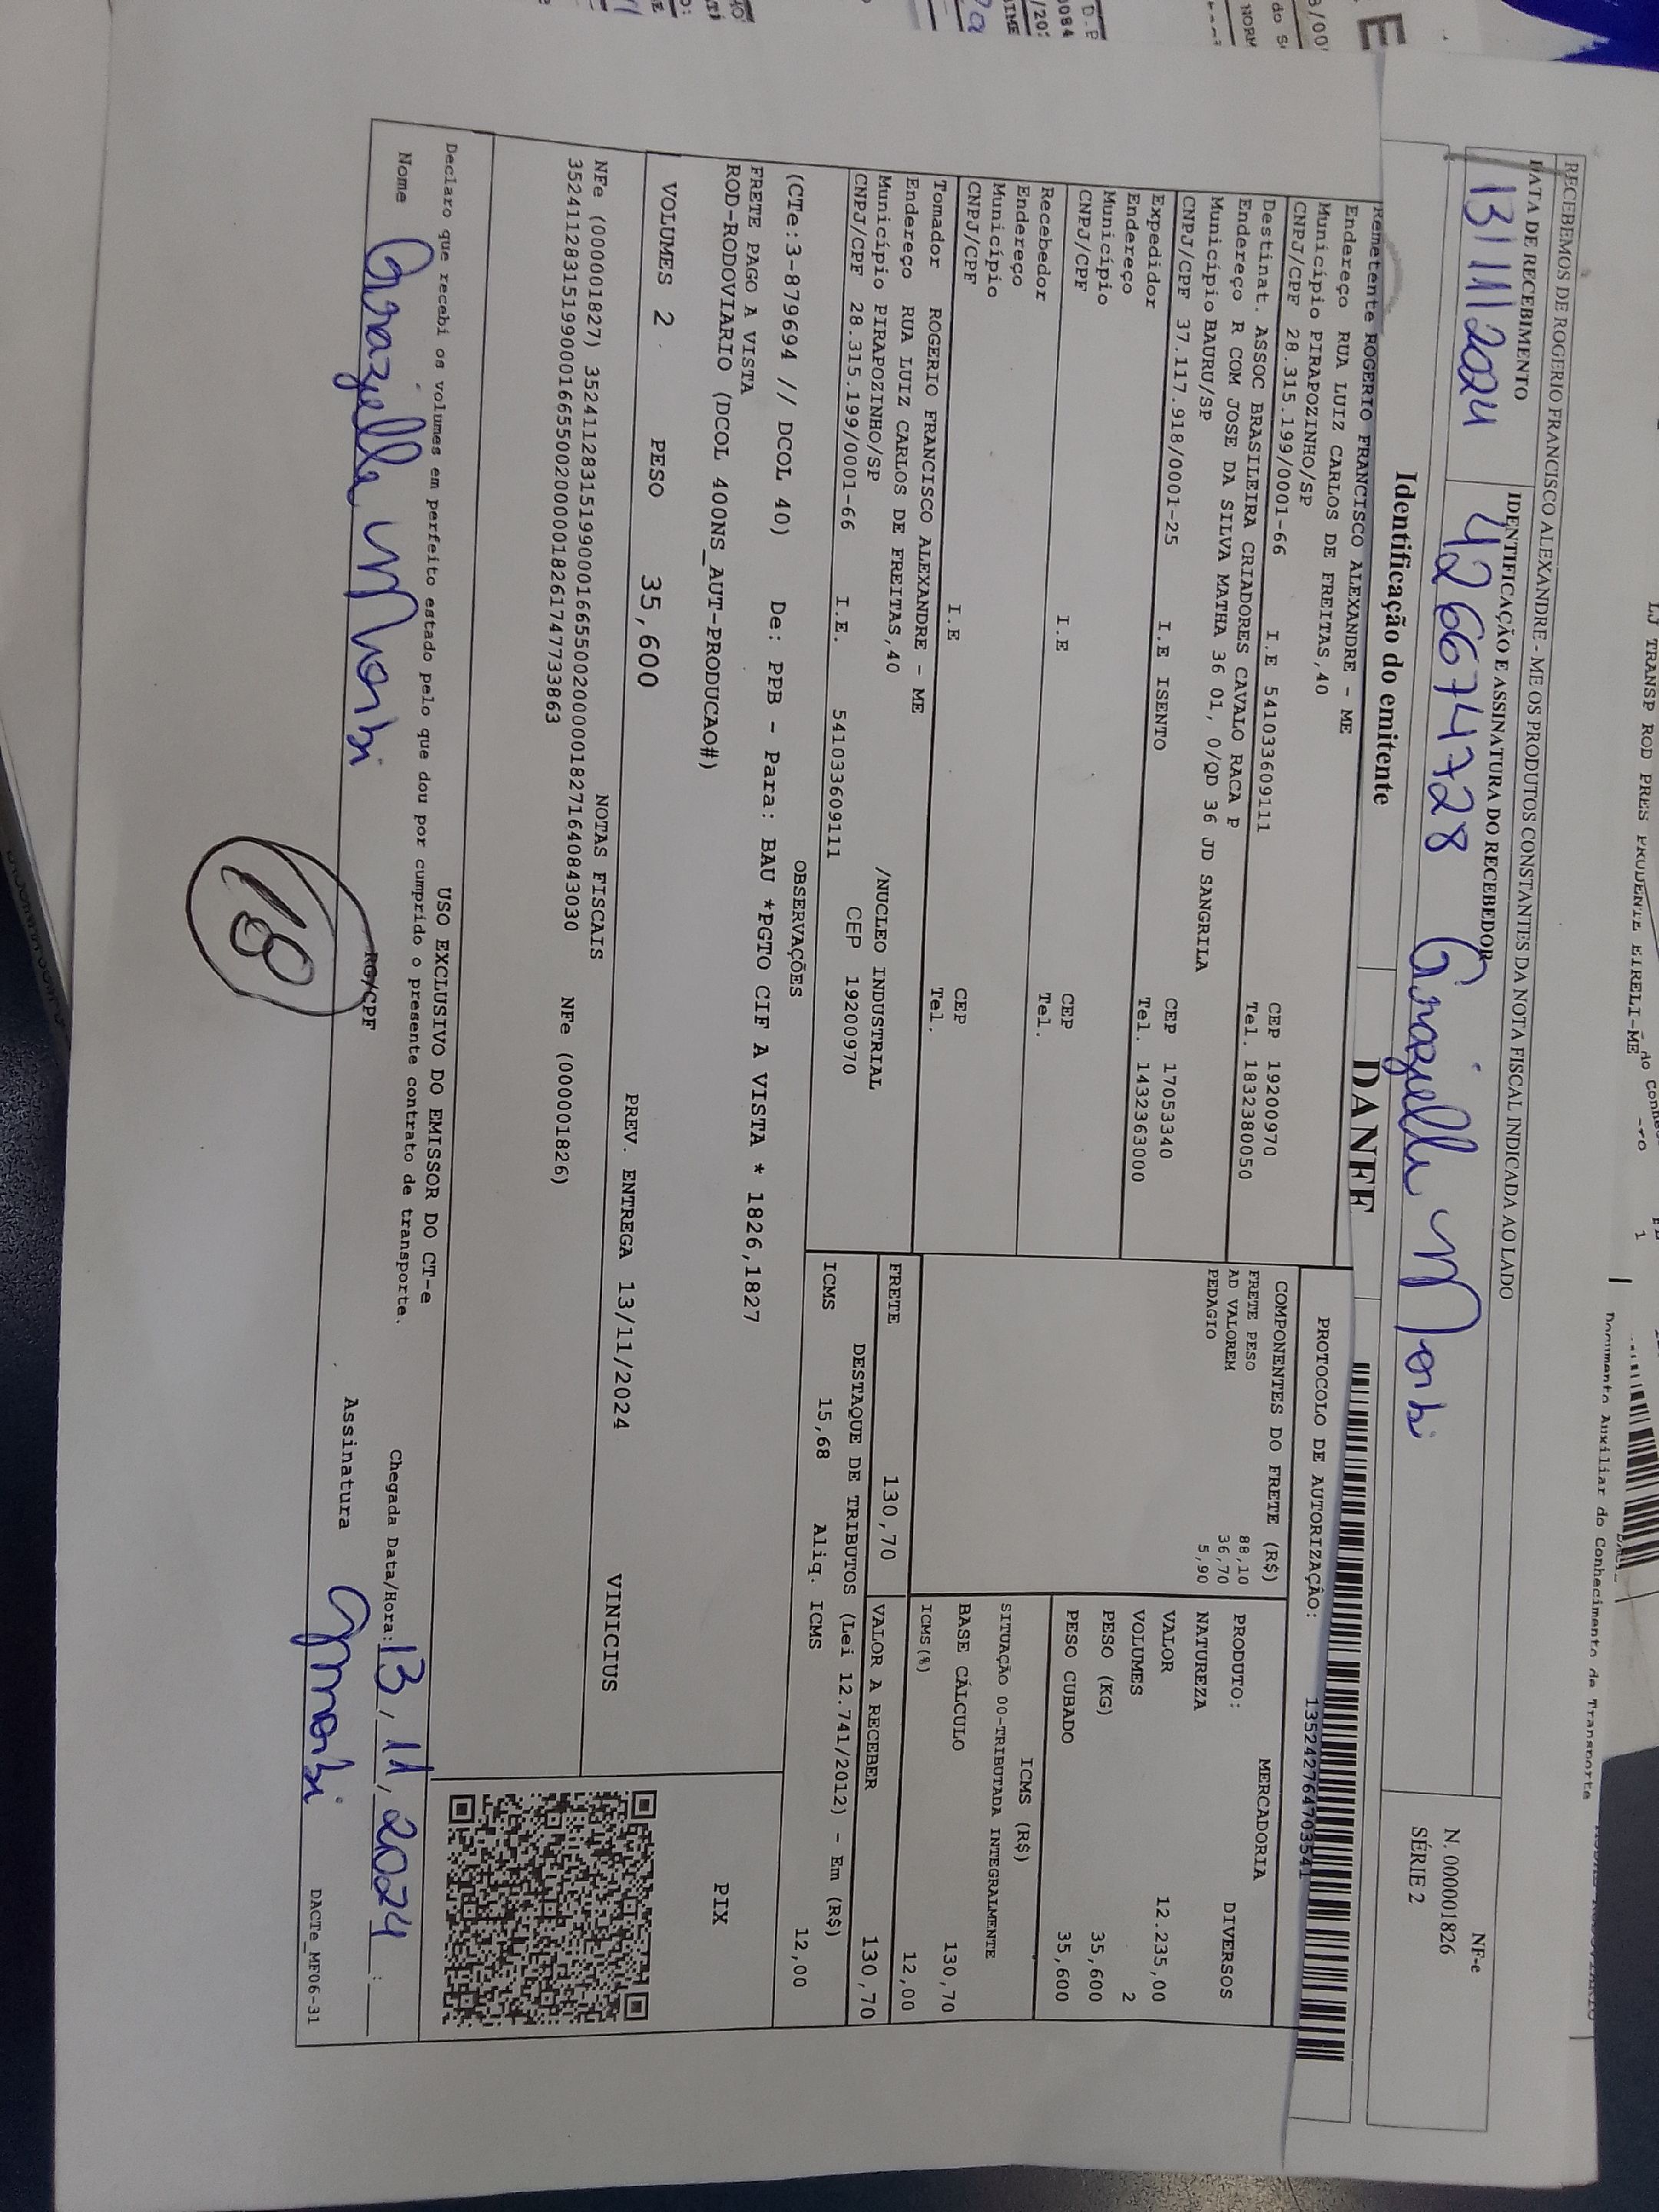 LJ TRANSP ROD PRES PRUDENTE EIRELI-ME
Documento Auxiliar do Conhecimento de Transporte
RECEBEMOS DE ROGERIO FRANCISCO ALEXANDRE - ME OS PRODUTOS CONSTANTES DA NOTA FISCAL INDICADA AO LADO
DATA DE RECEBIMENTO IDENTIFICAÇÃO E ASSINATURA DO RECEBEDOR
13/11/2024 426674728 Grazielle M Morbi
NF-e
N. 000001826
SÉRIE 2
Identificação do emitente DANFE
PROTOCOLO DE AUTORIZAÇÃO: 135242764703541
Remetente ROGERIO FRANCISCO ALEXANDRE - ME
Endereço RUA LUIZ CARLOS DE FREITAS,40
Município PIRAPOZINHO/SP CEP 19200970
CNPJ/CPF 28.315.199/0001-66 I.E 541033609111 Tel. 1832380050
Destinat. ASSOC BRASILEIRA CRIADORES CAVALO RACA P
Endereço R COM JOSE DA SILVA MATHA 36 01, 0/QD 36 JD SANGRILA
Município BAURU/SP CEP 17053340
CNPJ/CPF 37.117.918/0001-25 I.E ISENTO Tel. 1432363000
Expedidor
Endereço
Município CEP
CNPJ/CPF I.E Tel.
Recebedor
Endereço
Município CEP
CNPJ/CPF I.E Tel.
Tomador ROGERIO FRANCISCO ALEXANDRE - ME
Endereço RUA LUIZ CARLOS DE FREITAS,40 /NUCLEO INDUSTRIAL
Município PIRAPOZINHO/SP CEP 19200970
CNPJ/CPF 28.315.199/0001-66 I.E. 541033609111
COMPONENTES DO FRETE (R$)
FRETE PESO 88,10
AD VALOREM 36,70
PEDAGIO 5,90
MERCADORIA
PRODUTO: DIVERSOS
NATUREZA
VALOR 12.235,00
VOLUMES 2
PESO (KG) 35,600
PESO CUBADO 35,600
ICMS (R$)
SITUAÇÃO 00-TRIBUTADA INTEGRALMENTE
BASE CÁLCULO 130,70
ICMS(%) 12,00
FRETE 130,70 VALOR A RECEBER 130,70
DESTAQUE DE TRIBUTOS (Lei 12.741/2012) - Em (R$)
ICMS 15,68 Aliq. ICMS 12,00
OBSERVAÇÕES
(CTe:3-879694 // DCOL 40) De: PPB - Para: BAU *PGTO CIF A VISTA * 1826,1827
FRETE PAGO A VISTA
ROD-RODOVIARIO (DCOL 400NS_AUT-PRODUCAO#)
PIX
VOLUMES 2 PESO 35,600 PREV. ENTREGA 13/11/2024 VINICIUS
NOTAS FISCAIS
NFe (000001827) 35241128315199000166550020000018271640843030 NFe (000001826)
35241128315199000166550020000018261747733863
USO EXCLUSIVO DO EMISSOR DO CT-e
Declaro que recebi os volumes em perfeito estado pelo que dou por cumprido o presente contrato de transporte.
Chegada Data/Hora: 13, 11, 2024 :
Nome Grazielle M Morbi RG/CPF Assinatura GMorbi
DACTe_MF06-31